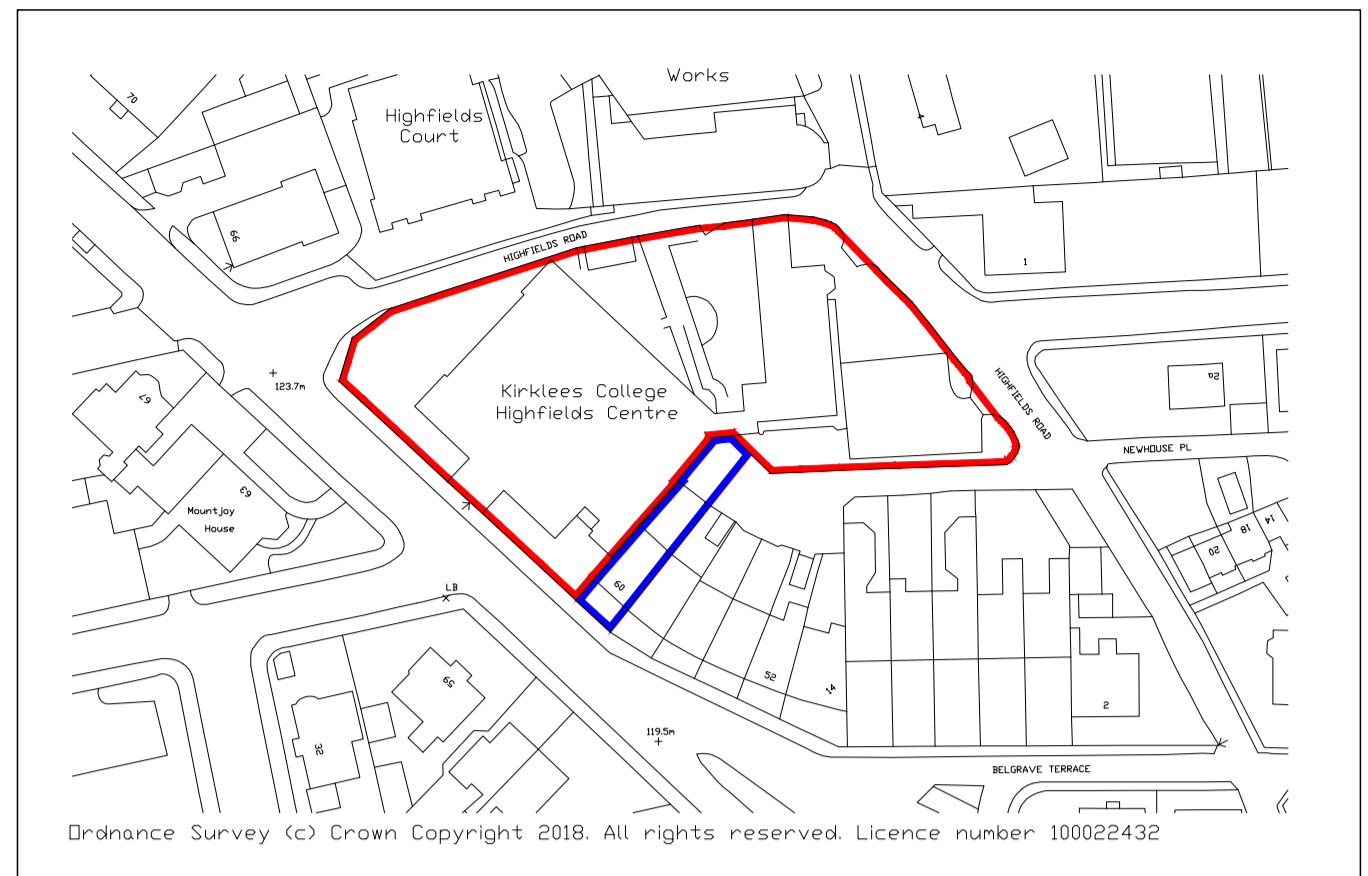 Works
70
Highfields
Court
4
66
HIGHFIELDS ROAD
1
123.7m
67
Kirklees College
Highfields Centre
HIGHFIELDS ROAD
2a
NEWHOUSE PL
63
Mountjoy
House
14
18
20
LB
60
59
52
14
2
32
119.5m
BELGRAVE TERRACE
Ordnance Survey (c) Crown Copyright 2018. All rights reserved. Licence number 100022432